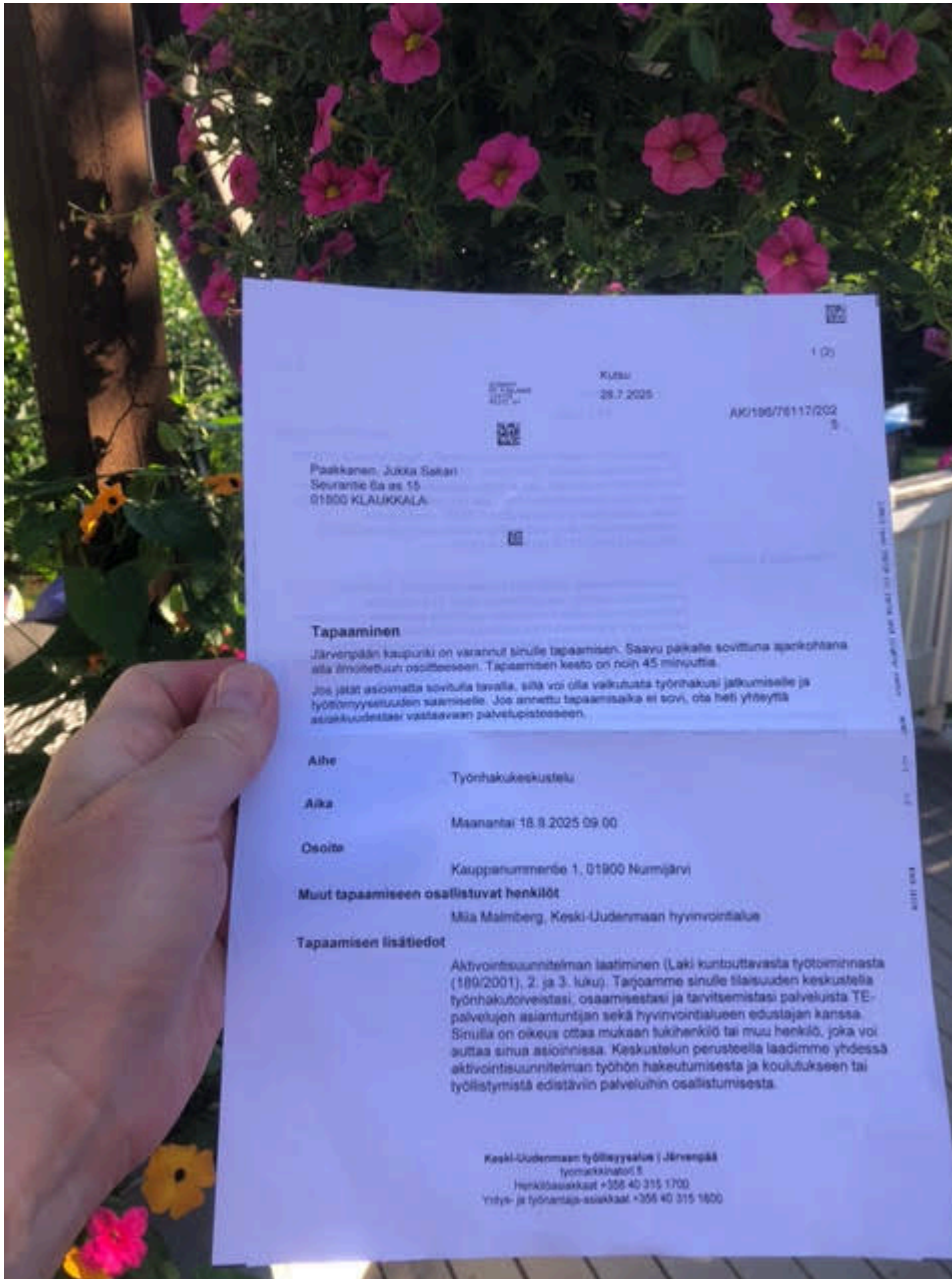 1 (2)
Kutsu
28.7.2025
AK/196/76117/202
5
Paakkanen, Jukka Sakari
Seurantie 6a as 15
01800 KLAUKKALA
Tapaaminen
Järvenpään kaupunki on varannut sinulle tapaamisen. Saavu paikalle sovittuna ajankohtana
alla ilmoitettuun osoitteeseen. Tapaamisen kesto on noin 45 minuuttia.
Jos jätät asioimatta sovitulla tavalla, sillä voi olla vaikutusta työnhakusi jatkumiselle ja
työttömyysetuuden saamiselle. Jos annettu tapaamisaika ei sovi, ota heti yhteyttä
asiakkuudestasi vastaavaan palvelupisteeseen.
Aihe
Työnhakukeskustelu
Aika
Maanantai 18.8.2025 09.00
Osoite
Kauppanummentie 1, 01900 Nurmijärvi
Muut tapaamiseen osallistuvat henkilöt
Miia Malmberg, Keski-Uudenmaan hyvinvointialue
Tapaamisen lisätiedot
Aktivointisuunnitelman laatiminen (Laki kuntouttavasta työtoiminnasta
(189/2001), 2. ja 3. luku). Tarjoamme sinulle tilaisuuden keskustella
työnhakutoiveistasi, osaamisestasi ja tarvitsemistasi palveluista TE-
palvelujen asiantuntijan sekä hyvinvointialueen edustajan kanssa.
Sinulla on oikeus ottaa mukaan tukihenkilö tai muu henkilö, joka voi
auttaa sinua asioinnissa. Keskustelun perusteella laadimme yhdessä
aktivointisuunnitelman työhön hakeutumisesta ja koulutukseen tai
työllistymistä edistäviin palveluihin osallistumisesta.
Keski-Uudenmaan työllisyysalue | Järvenpää
tyomarkkinatori.fi
Henkilöasiakkaat +358 40 315 1700
Yritys- ja työnantaja-asiakkaat +358 40 315 1600